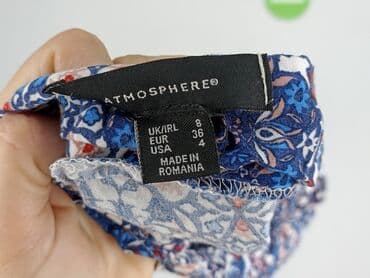 ATMOSPHERE®
UK/IRL 8
EUR 36
USA 4
MADE IN
ROMANIA